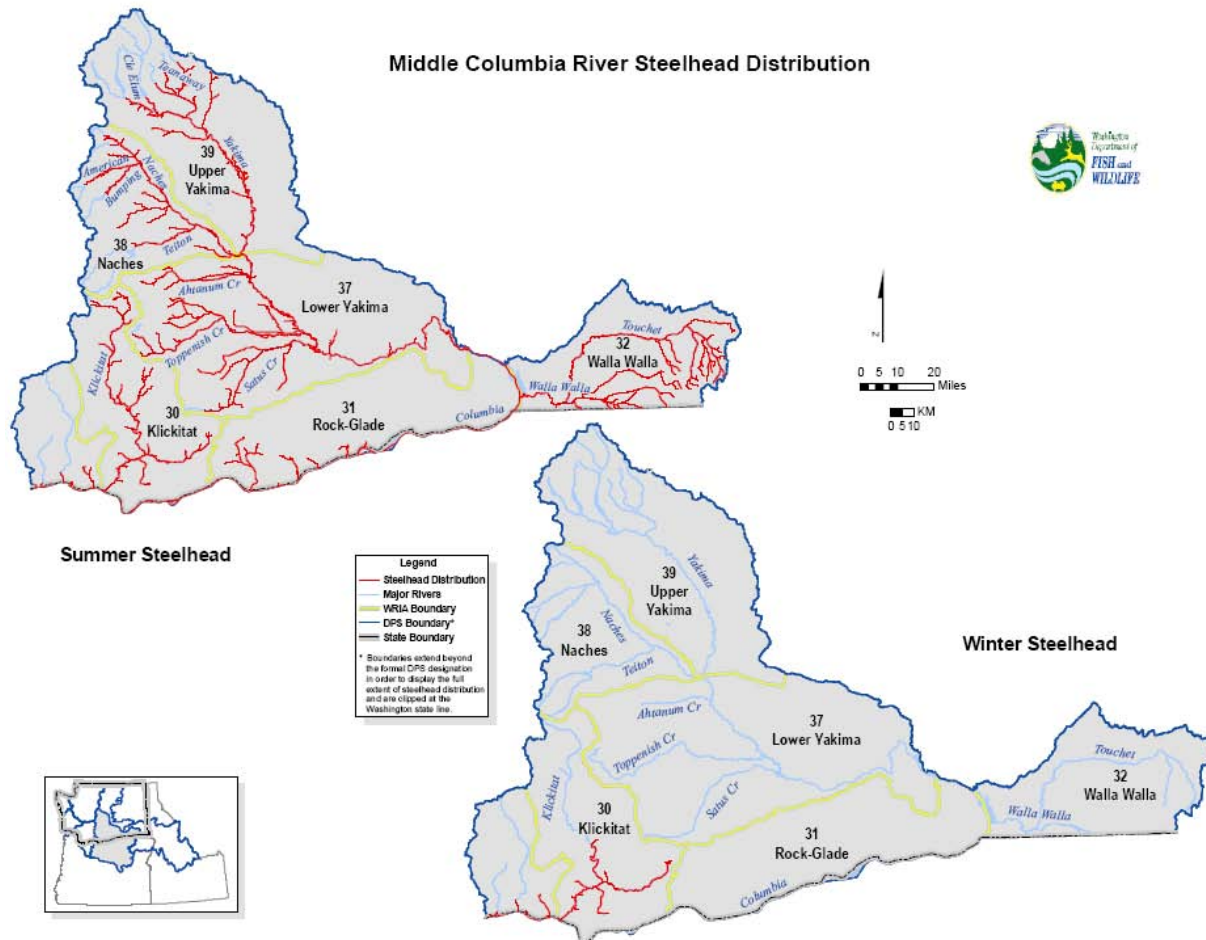 Middle Columbia River Steelhead Distribution
Washington
Department of
FISH and
WILDLIFE
Cle Elum
Teanaway
Yakima
39
Upper
Yakima
American
Bumping
Naches
38
Naches
Teiton
Ahtanum Cr
37
Lower Yakima
Toppenish Cr
Satus Cr
Klickitat
30
Klickitat
31
Rock-Glade
Columbia
Touchet
32
Walla Walla
Walla Walla
N
0 5 10 20
Miles
KM
0 5 10
Summer Steelhead
Legend
Steelhead Distribution
Major Rivers
WRIA Boundary
DPS Boundary*
State Boundary
* Boundaries extend beyond
the formal DPS designation
in order to display the full
extent of steelhead distribution
and are clipped at the
Washington state line.
Winter Steelhead
Yakima
39
Upper
Yakima
Naches
38
Naches
Teiton
Ahtanum Cr
37
Lower Yakima
Toppenish Cr
Satus Cr
Klickitat
30
Klickitat
31
Rock-Glade
Columbia
Touchet
32
Walla Walla
Walla Walla